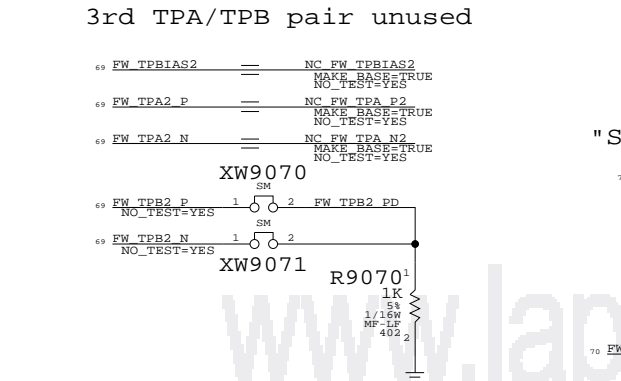 3rd TPA/TPB pair unused
69 FW_TPBIAS2 NC_FW_TPBIAS2
MAKE_BASE=TRUE
NO_TEST=YES
69 FW_TPA2_P NC_FW_TPA_P2
MAKE_BASE=TRUE
NO_TEST=YES
69 FW_TPA2_N NC_FW_TPA_N2
MAKE_BASE=TRUE
NO_TEST=YES
"S
XW9070
SM
69 FW_TPB2_P 1 2 FW_TPB2_PD
NO_TEST=YES
SM
69 FW_TPB2_N 1 2
NO_TEST=YES
XW9071
R9070 1
1K
5%
1/16W
MF-LF
402 2
70 FW
www.lap